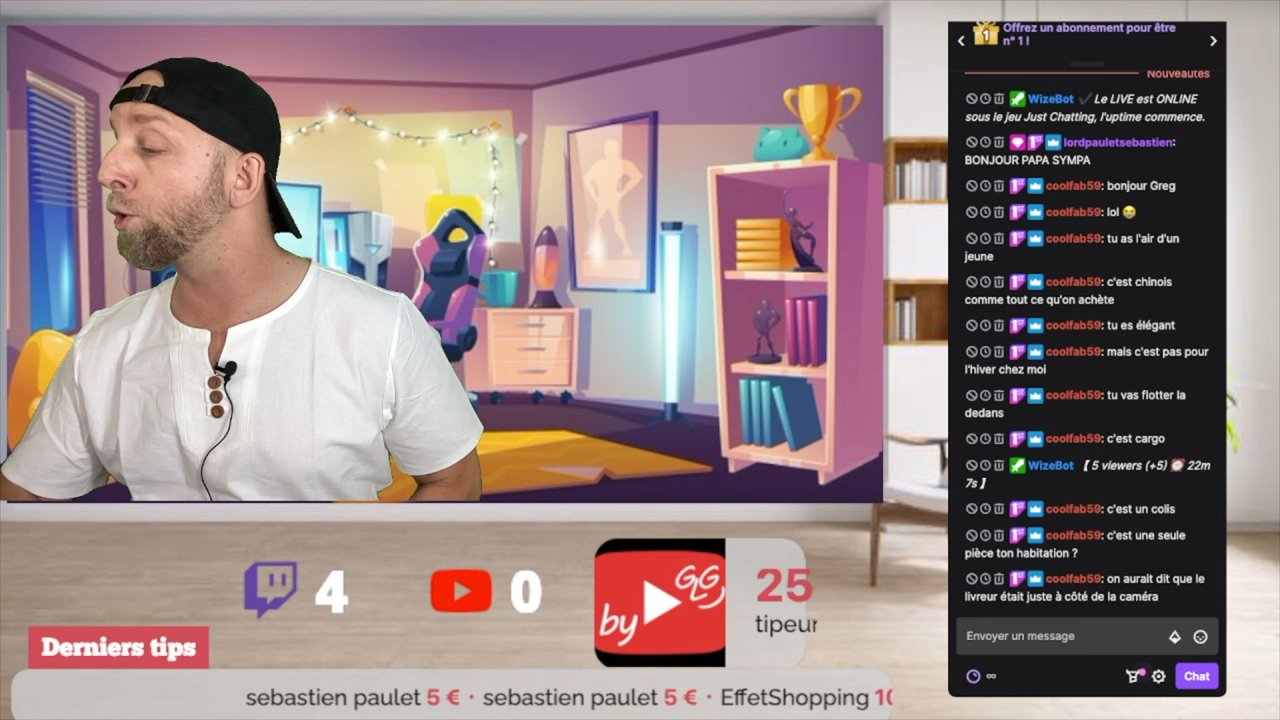 Offrez un abonnement pour être
n° 1 !
1
Nouveautés
WizeBot ✔ Le LIVE est ONLINE
sous le jeu Just Chatting, l'uptime commence.
lordpauletsebastien:
BONJOUR PAPA SYMPA
coolfab59: bonjour Greg
coolfab59: lol 😂
coolfab59: tu as l'air d'un
jeune
coolfab59: c'est chinois
comme tout ce qu'on achète
coolfab59: tu es élégant
coolfab59: mais c'est pas pour
l'hiver chez moi
coolfab59: tu vas flotter la
dedans
coolfab59: c'est cargo
WizeBot 【 5 viewers (+5) ⏰ 22m
7s 】
coolfab59: c'est un colis
coolfab59: c'est une seule
pièce ton habitation ?
coolfab59: on aurait dit que le
livreur était juste à côté de la caméra
Envoyer un message
Chat
4
0
by GLG
25
tipeur
Derniers tips
sebastien paulet 5 € · sebastien paulet 5 € · EffetShopping 10